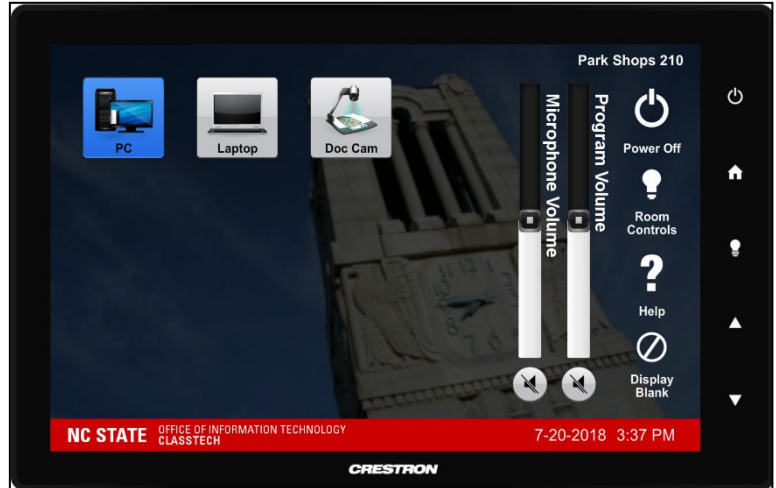 Park Shops 210
PC
Laptop
Doc Cam
Microphone Volume
Program Volume
Power Off
Room
Controls
?
Help
Display
Blank
NC STATE
OFFICE OF INFORMATION TECHNOLOGY
CLASSTECH
7-20-2018 3:37 PM
CRESTRON